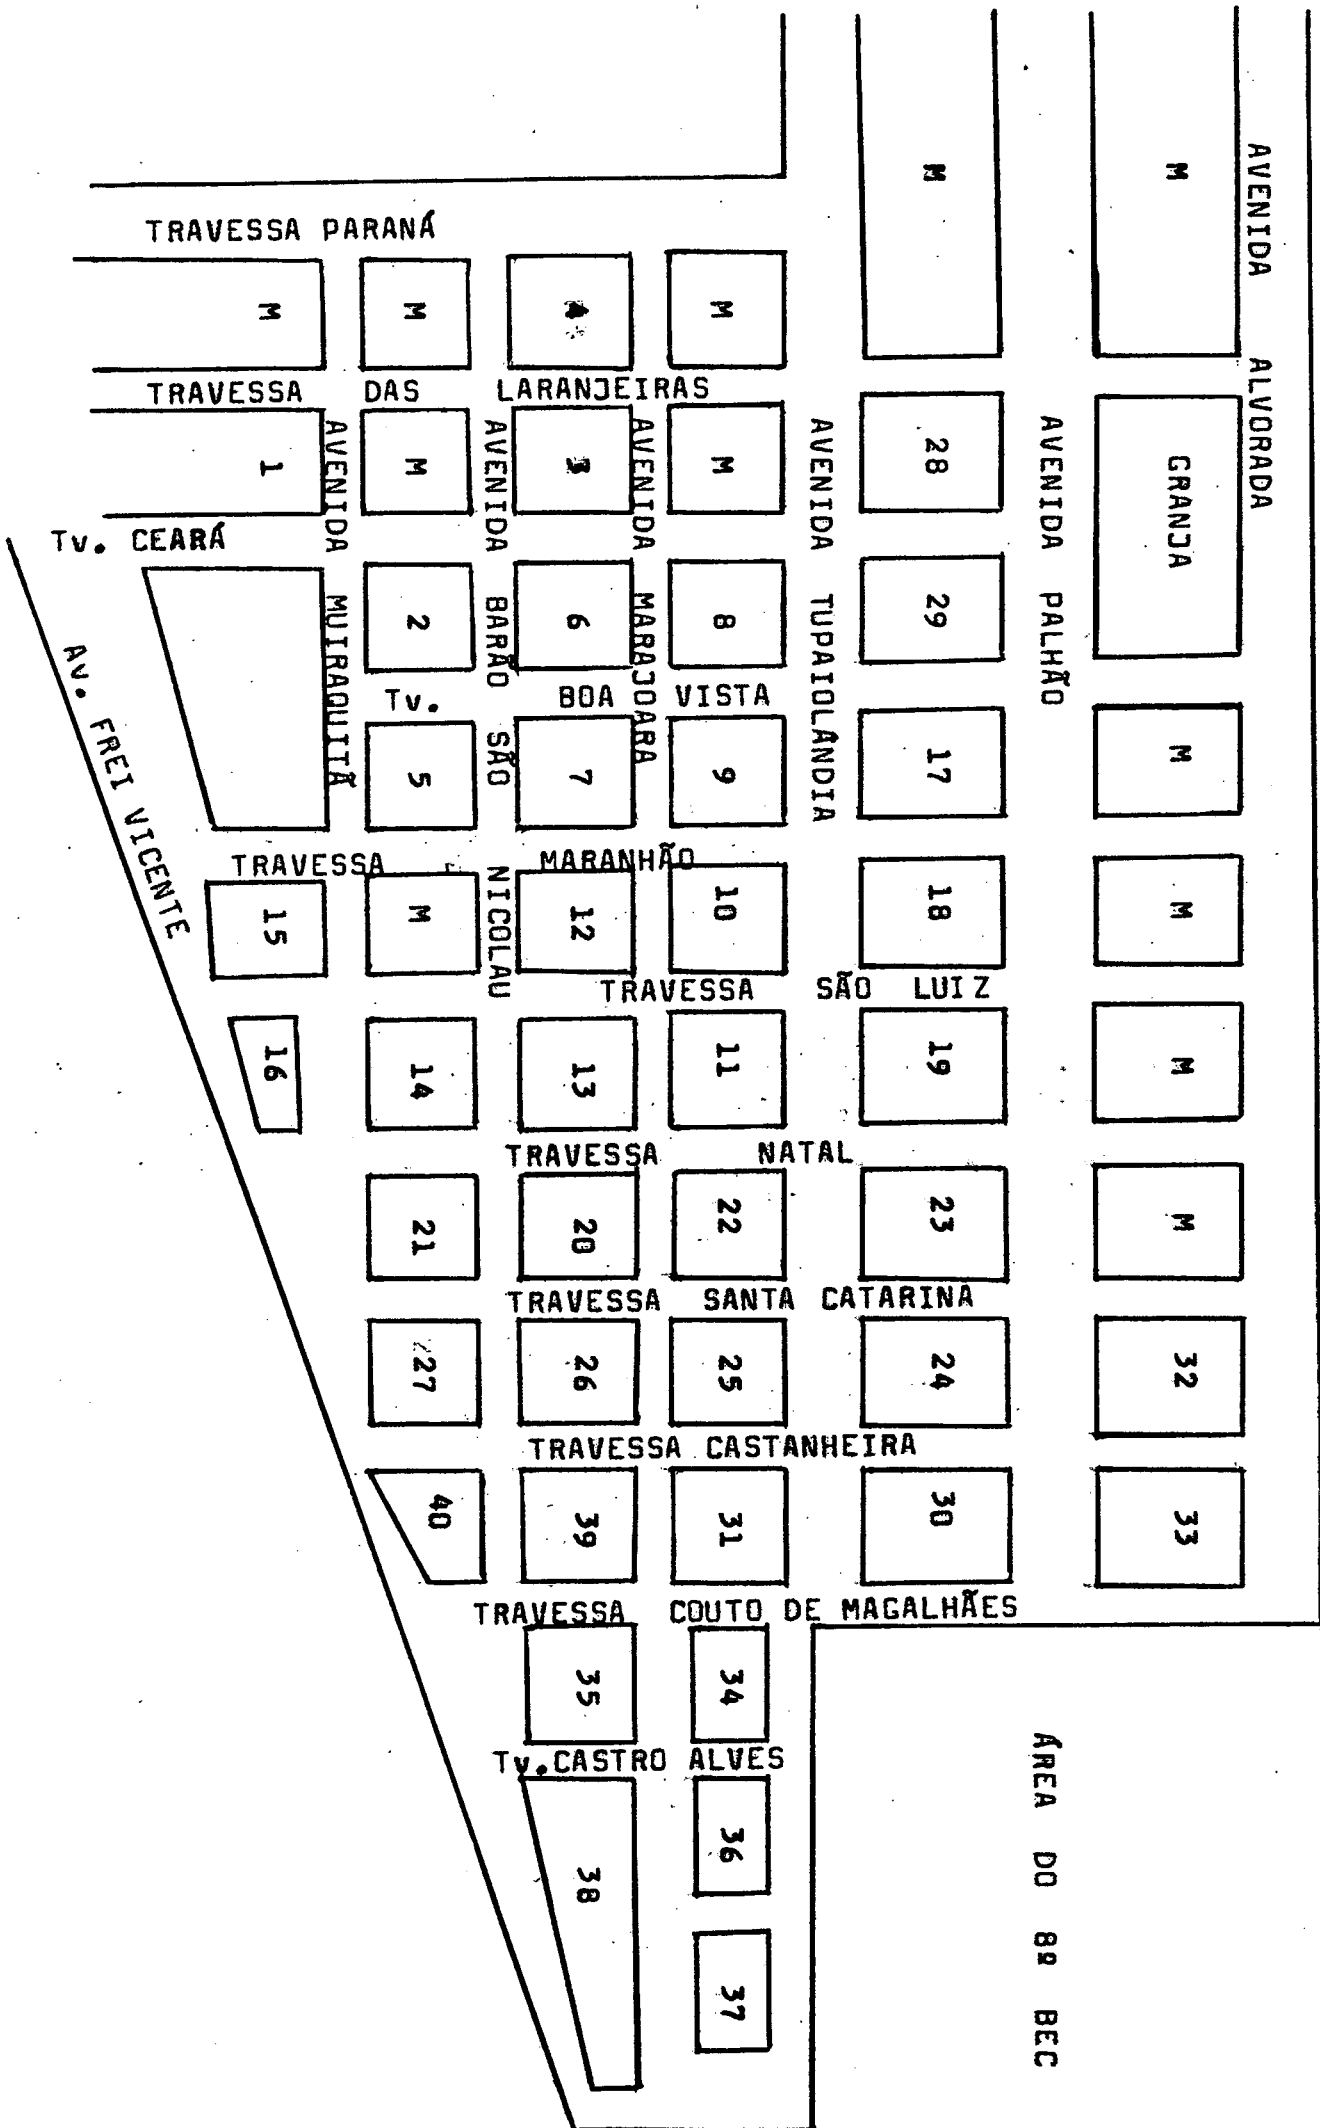 TRAVESSA PARANÁ
M
M
AVENIDA ALVORADA
M
M
4
M
TRAVESSA DAS LARANJEIRAS
1
M
3
M
28
GRANJA
AVENIDA MUIRAQUITÃ
AVENIDA BARÃO SÃO NICOLAU
AVENIDA MARAJOARA
AVENIDA TUPAIOLÂNDIA
AVENIDA PALHÃO
Tv. CEARÁ
2
6
8
29
AV. FREI VICENTE
Tv. BOA VISTA
5
7
9
17
M
TRAVESSA MARANHÃO
15
M
12
10
18
M
TRAVESSA SÃO LUIZ
16
14
13
11
19
M
TRAVESSA NATAL
21
20
22
23
M
TRAVESSA SANTA CATARINA
27
26
25
24
32
TRAVESSA CASTANHEIRA
40
39
31
30
33
TRAVESSA COUTO DE MAGALHÃES
35
34
Tv. CASTRO ALVES
38
36
37
ÁREA DO 8º BEC